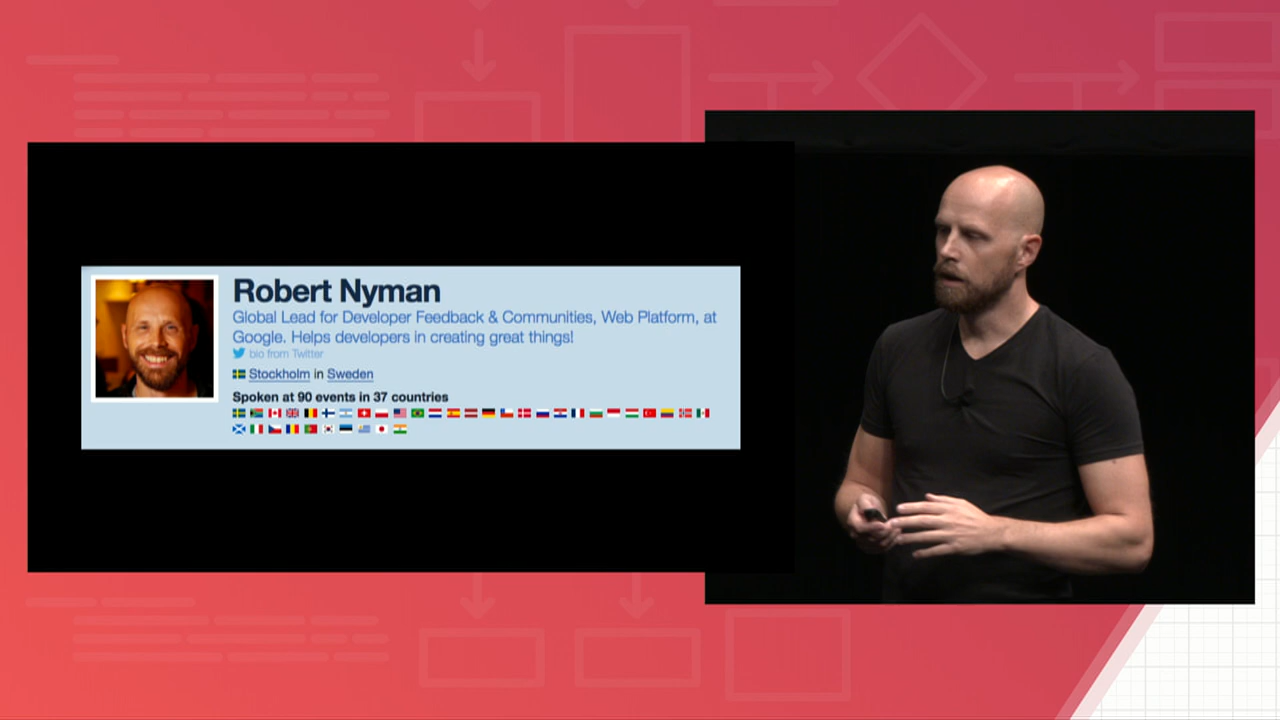 Robert Nyman
Global Lead for Developer Feedback & Communities, Web Platform, at
Google. Helps developers in creating great things!
bio from Twitter
Stockholm in Sweden
Spoken at 90 events in 37 countries